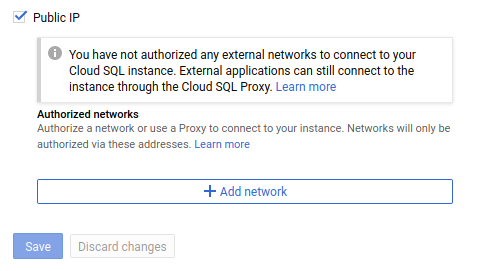 Public IP
You have not authorized any external networks to connect to your
Cloud SQL instance. External applications can still connect to the
instance through the Cloud SQL Proxy. Learn more
Authorized networks
Authorize a network or use a Proxy to connect to your instance. Networks will only be
authorized via these addresses. Learn more
+ Add network
Save Discard changes